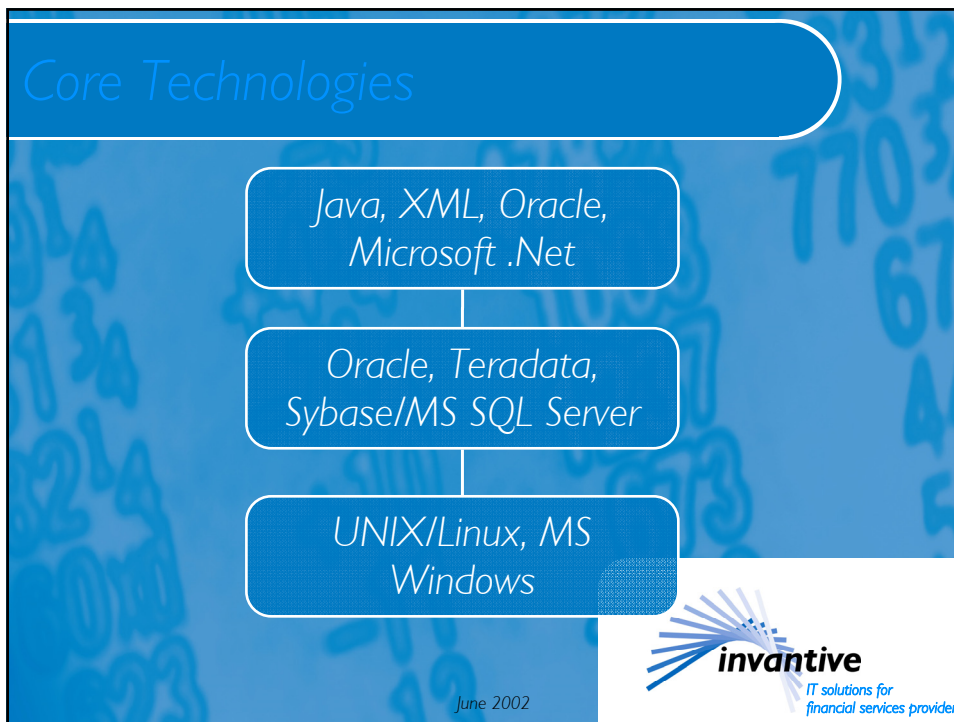 Core Technologies
Java, XML, Oracle,
Microsoft .Net
Oracle, Teradata,
Sybase/MS SQL Server
UNIX/Linux, MS
Windows
invantive
IT solutions for
financial services provider
June 2002